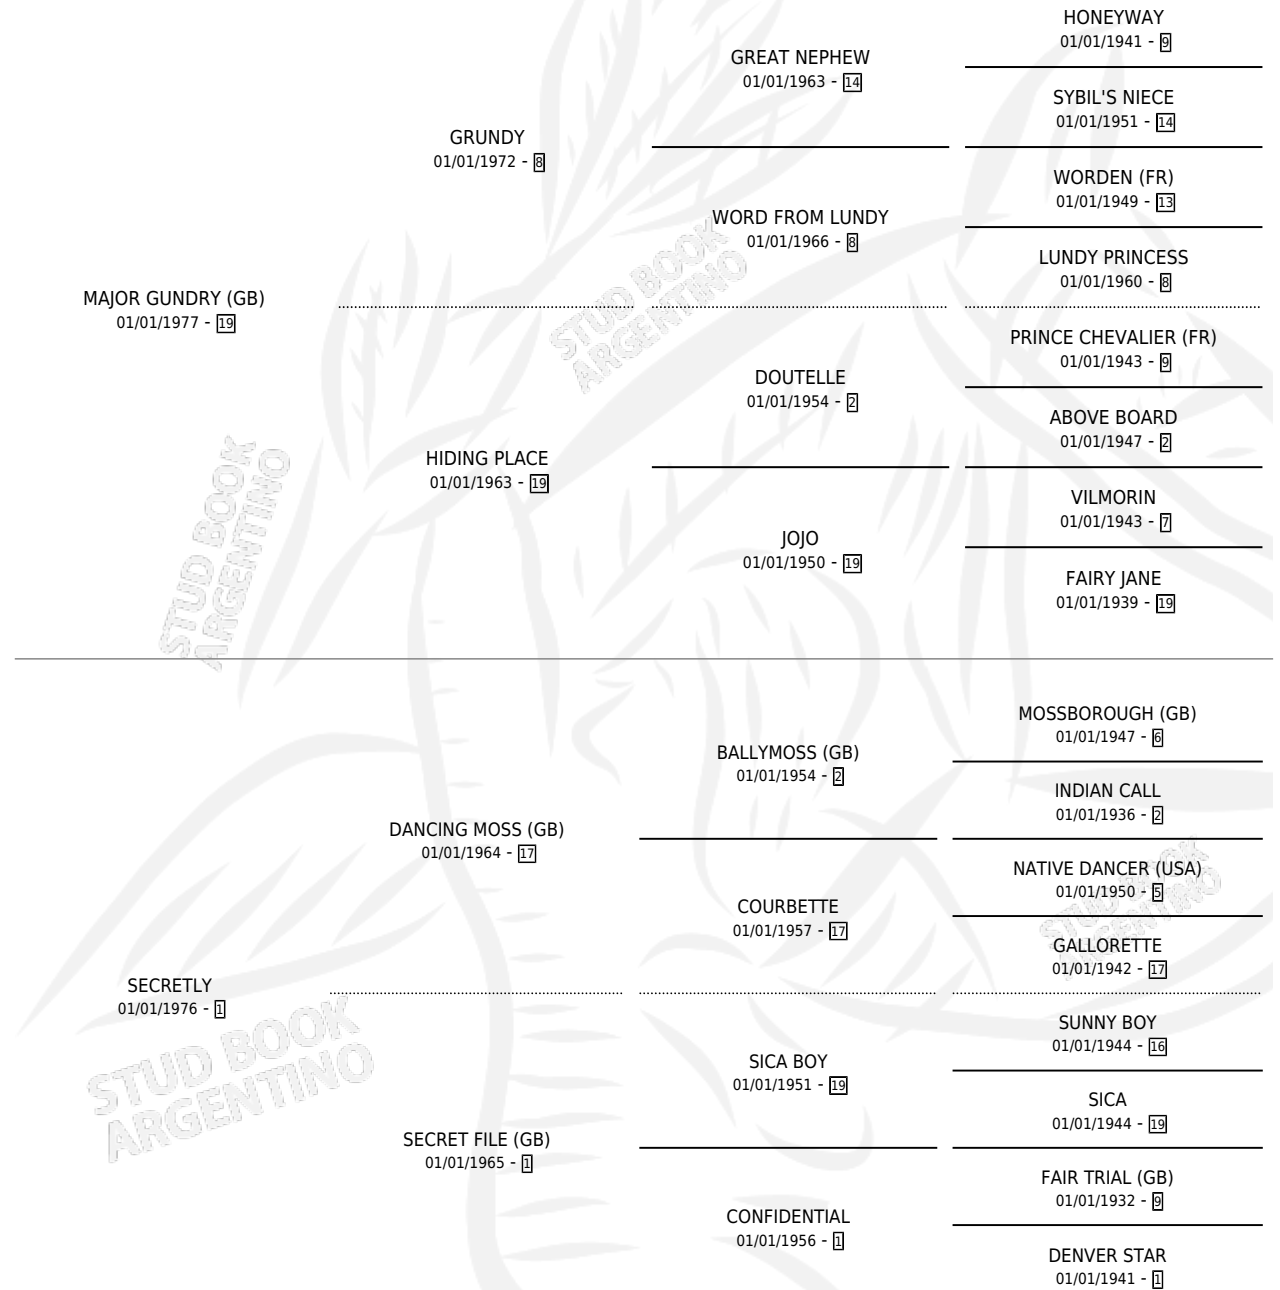 HONEYWAY
01/01/1941 - 9
GREAT NEPHEW
01/01/1963 - 14
SYBIL'S NIECE
01/01/1951 - 14
GRUNDY
01/01/1972 - 8
WORDEN (FR)
01/01/1949 - 13
WORD FROM LUNDY
01/01/1966 - 8
LUNDY PRINCESS
01/01/1960 - 8
MAJOR GUNDRY (GB)
01/01/1977 - 19
PRINCE CHEVALIER (FR)
01/01/1943 - 9
DOUTELLE
01/01/1954 - 2
ABOVE BOARD
01/01/1947 - 2
HIDING PLACE
01/01/1963 - 19
VILMORIN
01/01/1943 - 7
JOJO
01/01/1950 - 19
FAIRY JANE
01/01/1939 - 19
STUD BOOK
ARGENTINO
STUD BOOK
ARGENTINO
MOSSBOROUGH (GB)
01/01/1947 - 6
BALLYMOSS (GB)
01/01/1954 - 2
INDIAN CALL
01/01/1936 - 2
DANCING MOSS (GB)
01/01/1964 - 17
NATIVE DANCER (USA)
01/01/1950 - 5
COURBETTE
01/01/1957 - 17
GALLORETTE
01/01/1942 - 17
SECRETLY
01/01/1976 - 1
SUNNY BOY
01/01/1944 - 16
SICA BOY
01/01/1951 - 19
SICA
01/01/1944 - 19
SECRET FILE (GB)
01/01/1965 - 1
FAIR TRIAL (GB)
01/01/1932 - 9
CONFIDENTIAL
01/01/1956 - 1
DENVER STAR
01/01/1941 - 1
STUD BOOK
ARGENTINO
STUD BOOK
ARGENTINO